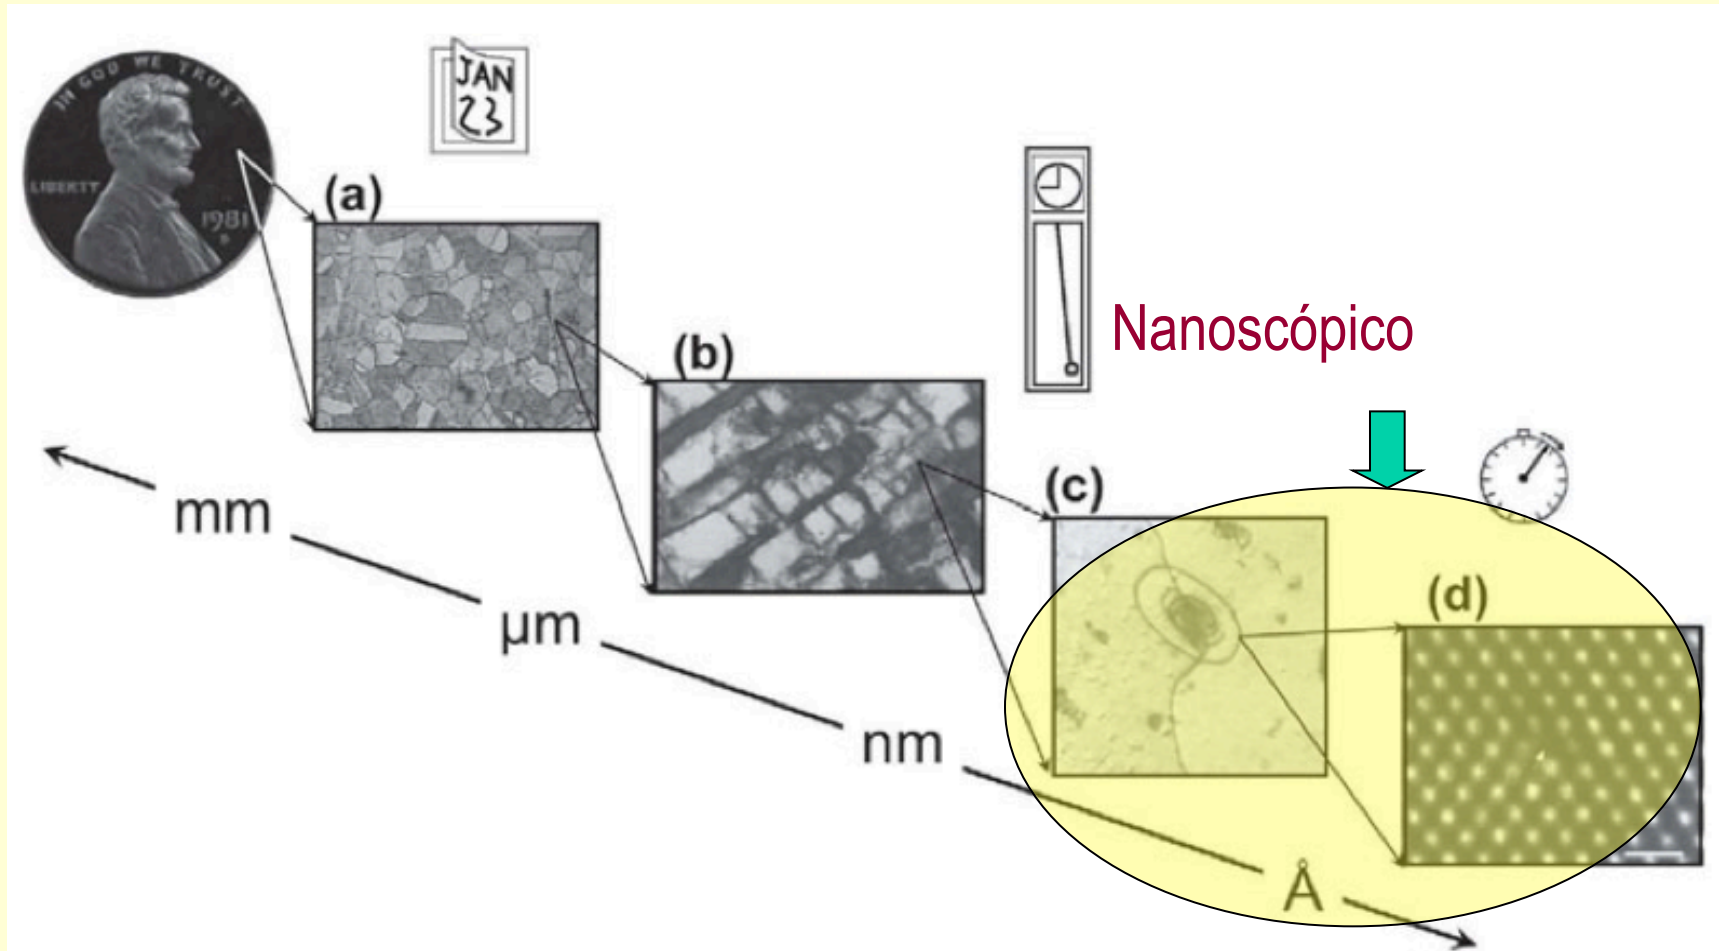 IN GOD WE TRUST
LIBERTY
1981
JAN
23
(a)
(b)
Nanoscópico
(c)
(d)
mm
µm
nm
Å